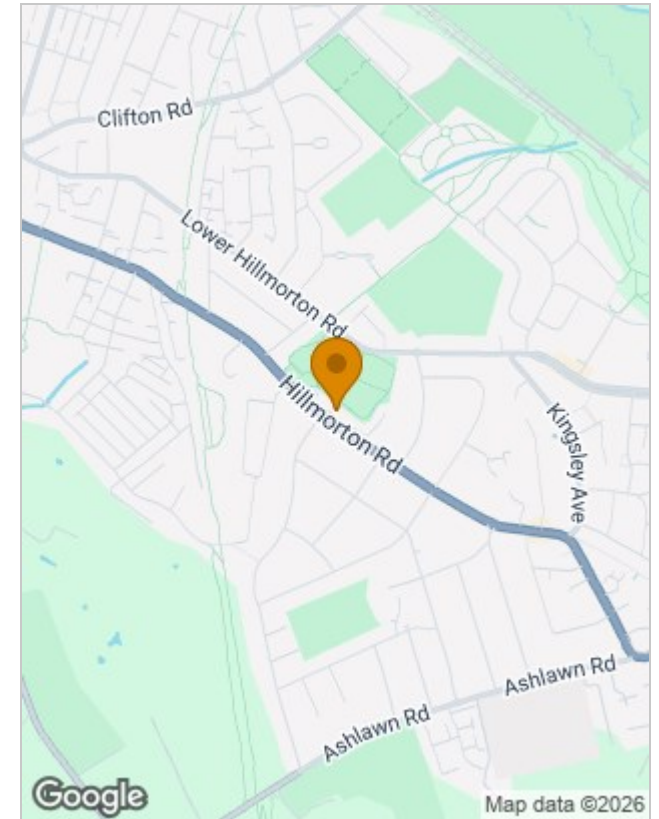 Clifton Rd
Lower Hillmorton Rd
Hillmorton Rd
Kingsley Ave
Ashlawn Rd
Ashlawn Rd
Google
Map data ©2026